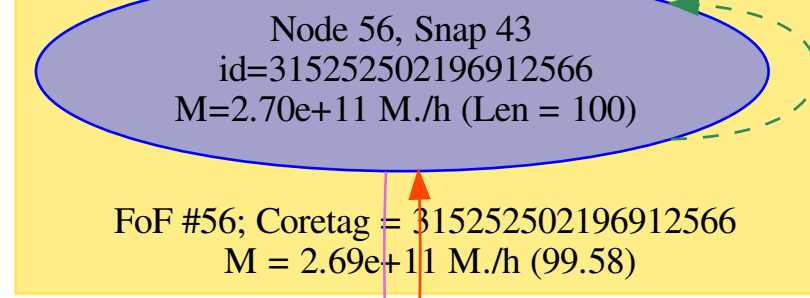 Node 56, Snap 43
id=315252502196912566
M=2.70e+11 M./h (Len = 100)
FoF #56; Coretag = 315252502196912566
M = 2.69e+11 M./h (99.58)